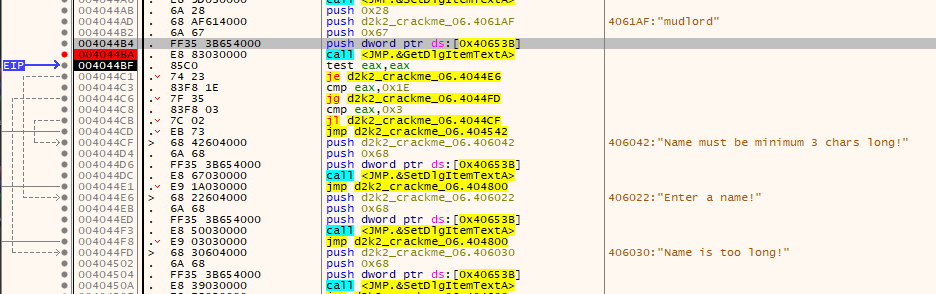 004044AB . 6A 28 push 0x28
004044AD . 68 AF614000 push d2k2_crackme_06.4061AF 4061AF:"mudlord"
004044B2 . 6A 67 push 0x67
004044B4 . FF35 3B654000 push dword ptr ds:[0x40653B]
004044BA . E8 83030000 call <JMP.&GetDlgItemTextA>
EIP 004044BF . 85C0 test eax,eax
004044C1 . 74 23 je d2k2_crackme_06.4044E6
004044C3 . 83F8 1E cmp eax,0x1E
004044C6 . 7F 35 jg d2k2_crackme_06.4044FD
004044C8 . 83F8 03 cmp eax,0x3
004044CB . 7C 02 jl d2k2_crackme_06.4044CF
004044CD . EB 73 jmp d2k2_crackme_06.404542
004044CF > 68 42604000 push d2k2_crackme_06.406042 406042:"Name must be minimum 3 chars long!"
004044D4 . 6A 68 push 0x68
004044D6 . FF35 3B654000 push dword ptr ds:[0x40653B]
004044DC . E8 67030000 call <JMP.&SetDlgItemTextA>
004044E1 . E9 1A030000 jmp d2k2_crackme_06.404800
004044E6 > 68 22604000 push d2k2_crackme_06.406022 406022:"Enter a name!"
004044EB . 6A 68 push 0x68
004044ED . FF35 3B654000 push dword ptr ds:[0x40653B]
004044F3 . E8 50030000 call <JMP.&SetDlgItemTextA>
004044F8 . E9 03030000 jmp d2k2_crackme_06.404800
004044FD > 68 30604000 push d2k2_crackme_06.406030 406030:"Name is too long!"
00404502 . 6A 68 push 0x68
00404504 . FF35 3B654000 push dword ptr ds:[0x40653B]
0040450A . E8 39030000 call <JMP.&SetDlgItemTextA>